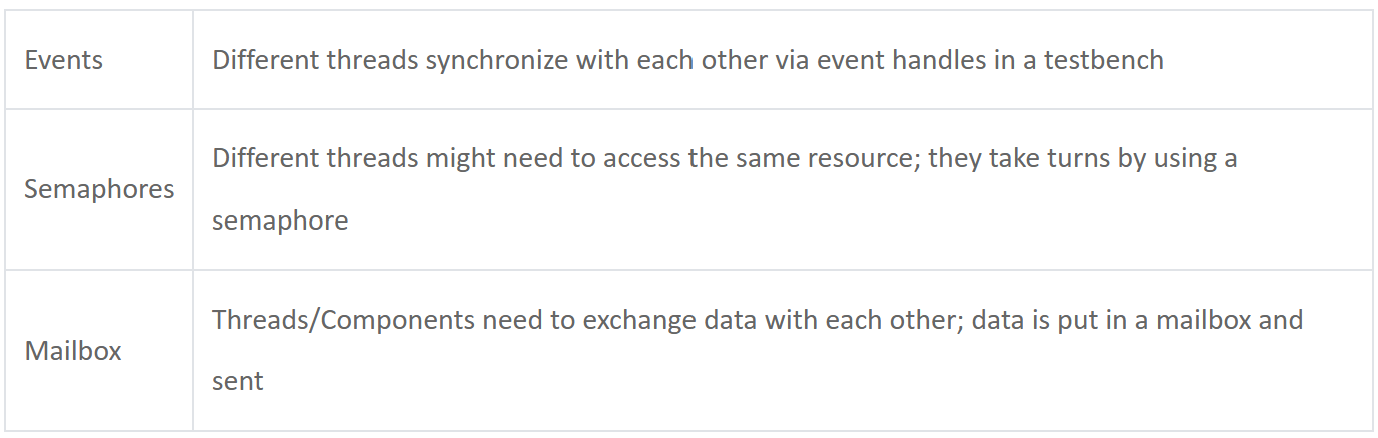 Events
Different threads synchronize with each other via event handles in a testbench
Semaphores
Different threads might need to access the same resource; they take turns by using a
semaphore
Mailbox
Threads/Components need to exchange data with each other; data is put in a mailbox and
sent